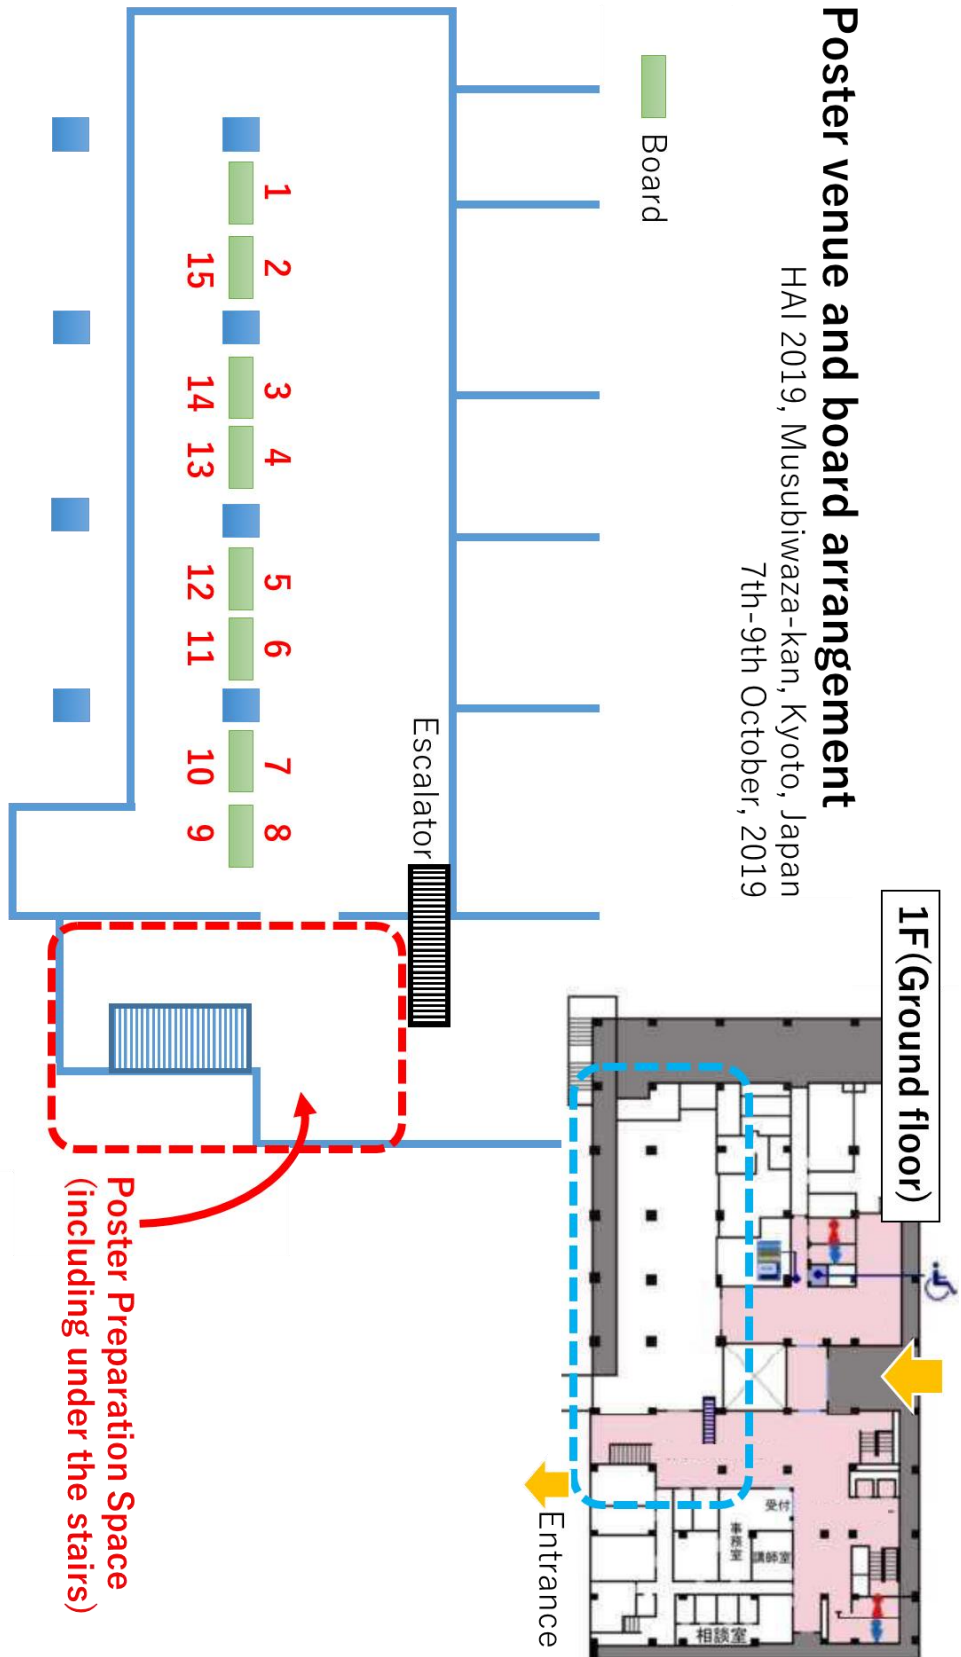 Poster venue and board arrangement
HAI 2019, Musubiwaza-kan, Kyoto, Japan
7th-9th October, 2019
Board
1F(Ground floor)
1
2
3
4
5
6
7
8
15
14
13
12
11
10
9
Escalator
受付
事務室
講師室
相談室
Entrance
Poster Preparation Space
(including under the stairs)